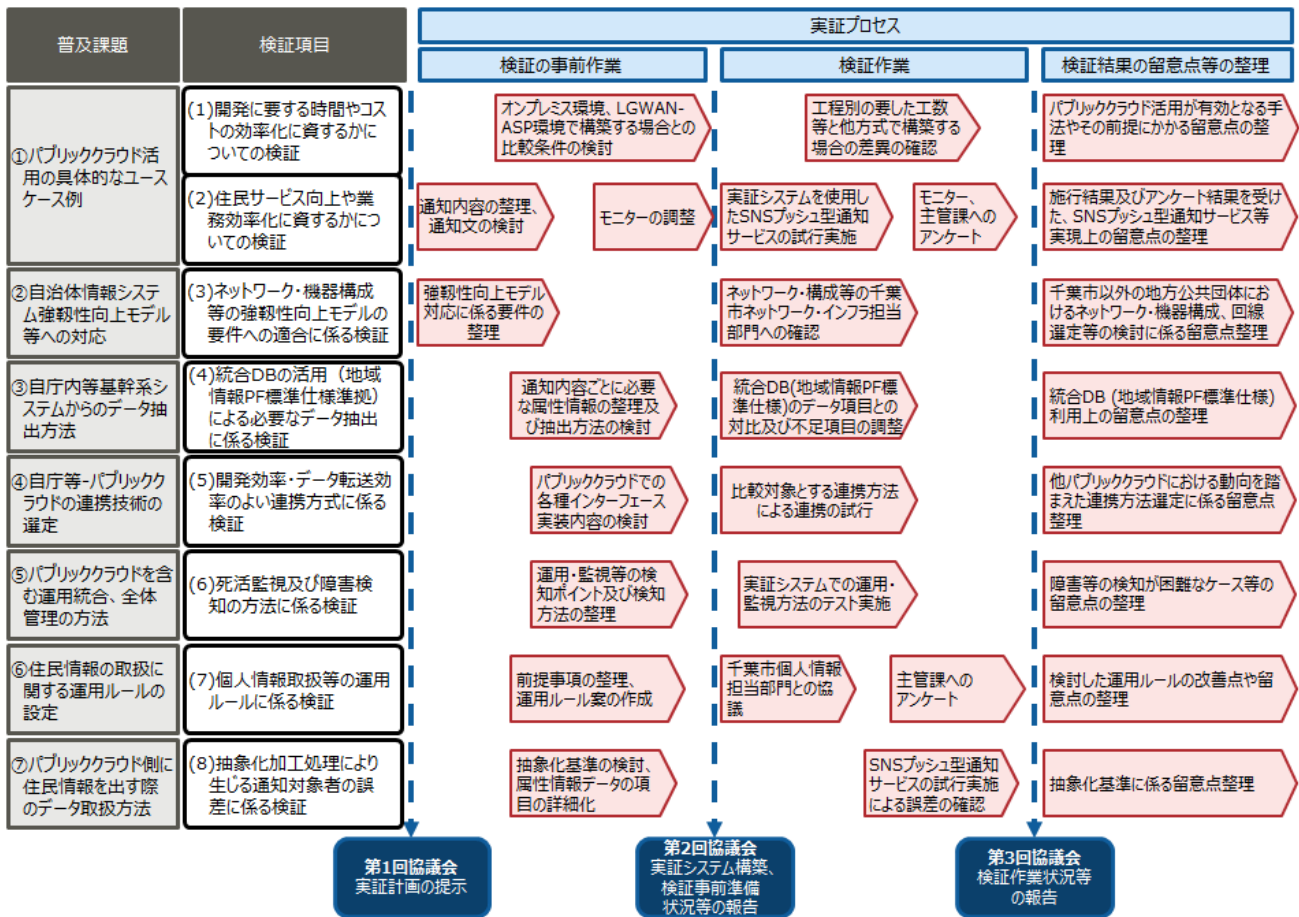 普及課題
検証項目
実証プロセス
検証の事前作業
検証作業
検証結果の留意点等の整理
①パブリッククラウド活
用の具体的なユース
ケース例
(1)開発に要する時間やコ
ストの効率化に資するかに
ついての検証
オンプレミス環境、LGWAN-
ASP環境で構築する場合との
比較条件の検討
工程別の要した工数
等と他方式で構築する
場合の差異の確認
パブリッククラウド活用が有効となる手
法やその前提にかかる留意点の整
理
(2)住民サービス向上や業
務効率化に資するかにつ
いての検証
通知内容の整理、
通知文の検討
モニターの調整
実証システムを使用し
たSNSプッシュ型通知
サービスの試行実施
モニター、
主管課への
アンケート
施行結果及びアンケート結果を受け
た、SNSプッシュ型通知サービス等
実現上の留意点の整理
②自治体情報システ
ム強靱性向上モデル
等への対応
(3)ネットワーク・機器構成
等の強靱性向上モデルの
要件への適合に係る検証
強靱性向上モデル
対応に係る要件の
整理
ネットワーク・構成等の千葉
市ネットワーク・インフラ担当
部門への確認
千葉市以外の地方公共団体にお
けるネットワーク・機器構成、回線
選定等の検討に係る留意点整理
③自庁内等基幹系シ
ステムからのデータ抽
出方法
(4)統合DBの活用（地域
情報PF標準仕様準拠）
による必要なデータ抽出
に係る検証
通知内容ごとに必要
な属性情報の整理及
び抽出方法の検討
統合DB(地域情報PF標
準仕様)のデータ項目との
対比及び不足項目の調整
統合DB (地域情報PF標準仕様)
利用上の留意点の整理
④自庁等-パブリックク
ラウドの連携技術の
選定
(5)開発効率・データ転送効
率のよい連携方式に係る
検証
パブリッククラウドでの
各種インターフェース
実装内容の検討
比較対象とする連携方法
による連携の試行
他パブリッククラウドにおける動向を踏
まえた連携方法選定に係る留意点
整理
⑤パブリッククラウドを含
む運用統合、全体
管理の方法
(6)死活監視及び障害検
知の方法に係る検証
運用・監視等の検
知ポイント及び検知
方法の整理
実証システムでの運用・
監視方法のテスト実施
障害等の検知が困難なケース等の
留意点の整理
⑥住民情報の取扱に
関する運用ルールの
設定
(7)個人情報取扱等の運用
ルールに係る検証
前提事項の整理、
運用ルール案の作成
千葉市個人情報
担当部門との協
議
主管課への
アンケート
検討した運用ルールの改善点や留
意点の整理
⑦パブリッククラウド側に
住民情報を出す際
のデータ取扱方法
(8)抽象化加工処理により
生じる通知対象者の誤
差に係る検証
抽象化基準の検討、
属性情報データの項
目の詳細化
SNSプッシュ型通知
サービスの試行実施
による誤差の確認
抽象化基準に係る留意点整理
第1回協議会
実証計画の提示
第2回協議会
実証システム構築、
検証事前準備
状況等の報告
第3回協議会
検証作業状況等
の報告